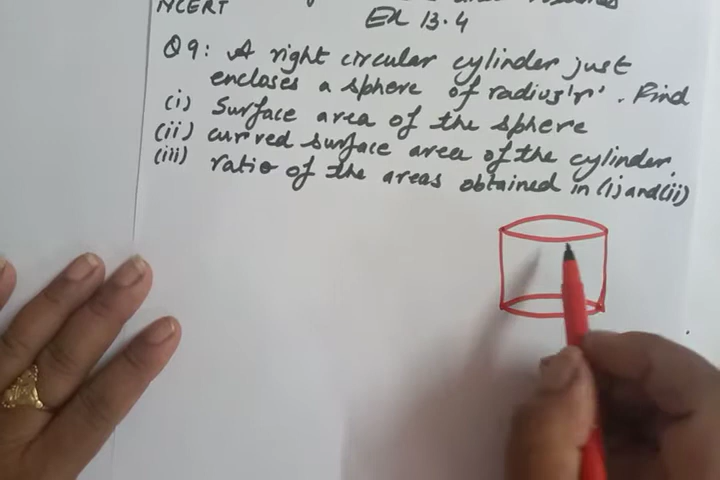 NCERT
Ex 13.4
Q9: A right circular cylinder just
encloses a sphere of radius 'r'. Find
(i) Surface area of the sphere
(ii) curved surface area of the cylinder.
(iii) ratio of the areas obtained in (i) and (ii)